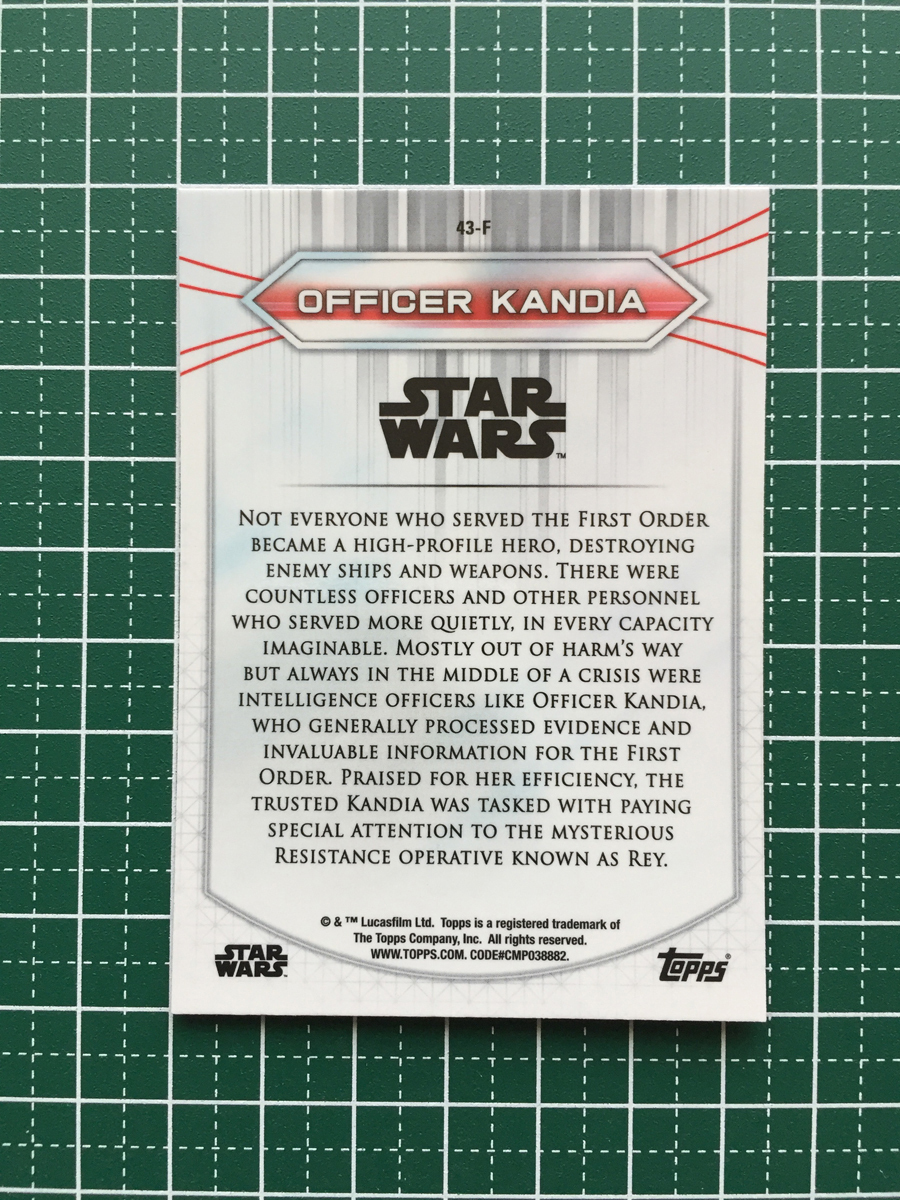 43-F
OFFICER KANDIA
STAR
WARS™
Not everyone who served the First Order
became a high-profile hero, destroying
enemy ships and weapons. There were
countless officers and other personnel
who served more quietly, in every capacity
imaginable. Mostly out of harm's way
but always in the middle of a crisis were
intelligence officers like Officer Kandia,
who generally processed evidence and
invaluable information for the First
Order. Praised for her efficiency, the
trusted Kandia was tasked with paying
special attention to the mysterious
Resistance operative known as Rey.
© & ™ Lucasfilm Ltd. Topps is a registered trademark of
The Topps Company, Inc. All rights reserved.
WWW.TOPPS.COM. CODE#CMP038882.
STAR
WARS™
topps®